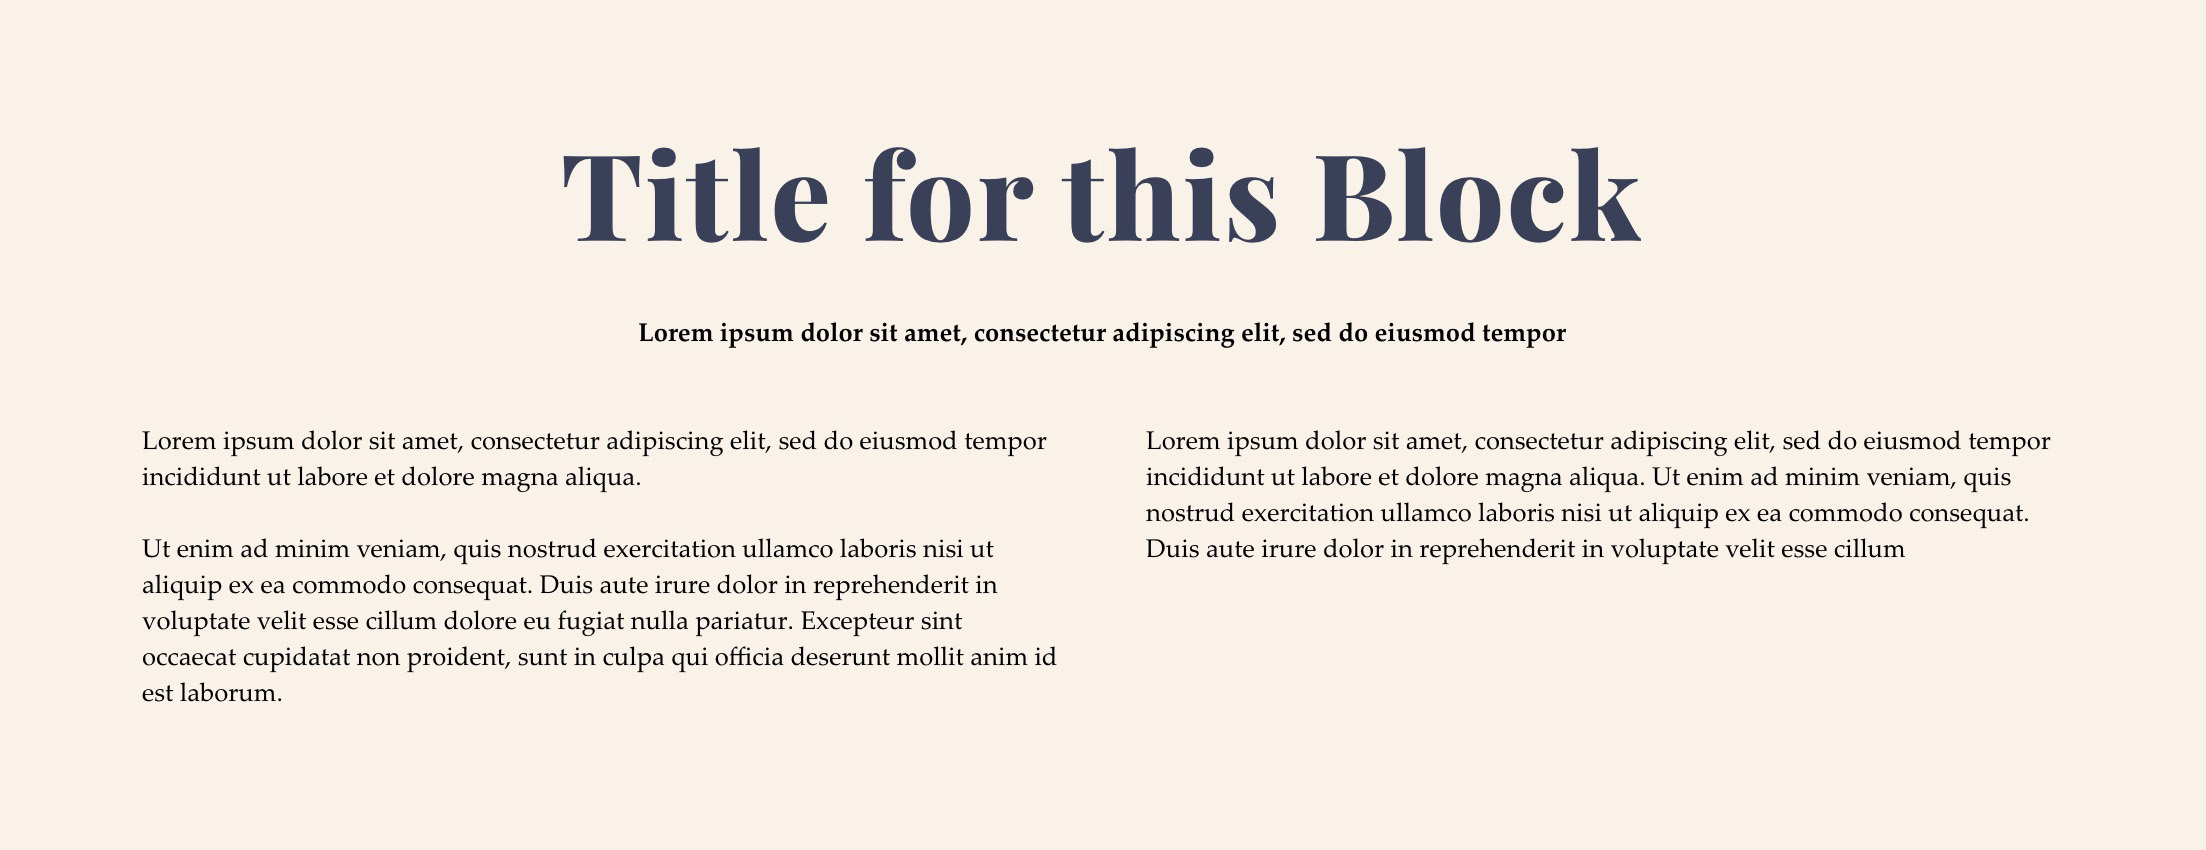 Title for this Block
Lorem ipsum dolor sit amet, consectetur adipiscing elit, sed do eiusmod tempor
Lorem ipsum dolor sit amet, consectetur adipiscing elit, sed do eiusmod tempor
incididunt ut labore et dolore magna aliqua.
Ut enim ad minim veniam, quis nostrud exercitation ullamco laboris nisi ut
aliquip ex ea commodo consequat. Duis aute irure dolor in reprehenderit in
voluptate velit esse cillum dolore eu fugiat nulla pariatur. Excepteur sint
occaecat cupidatat non proident, sunt in culpa qui officia deserunt mollit anim id
est laborum.
Lorem ipsum dolor sit amet, consectetur adipiscing elit, sed do eiusmod tempor
incididunt ut labore et dolore magna aliqua. Ut enim ad minim veniam, quis
nostrud exercitation ullamco laboris nisi ut aliquip ex ea commodo consequat.
Duis aute irure dolor in reprehenderit in voluptate velit esse cillum